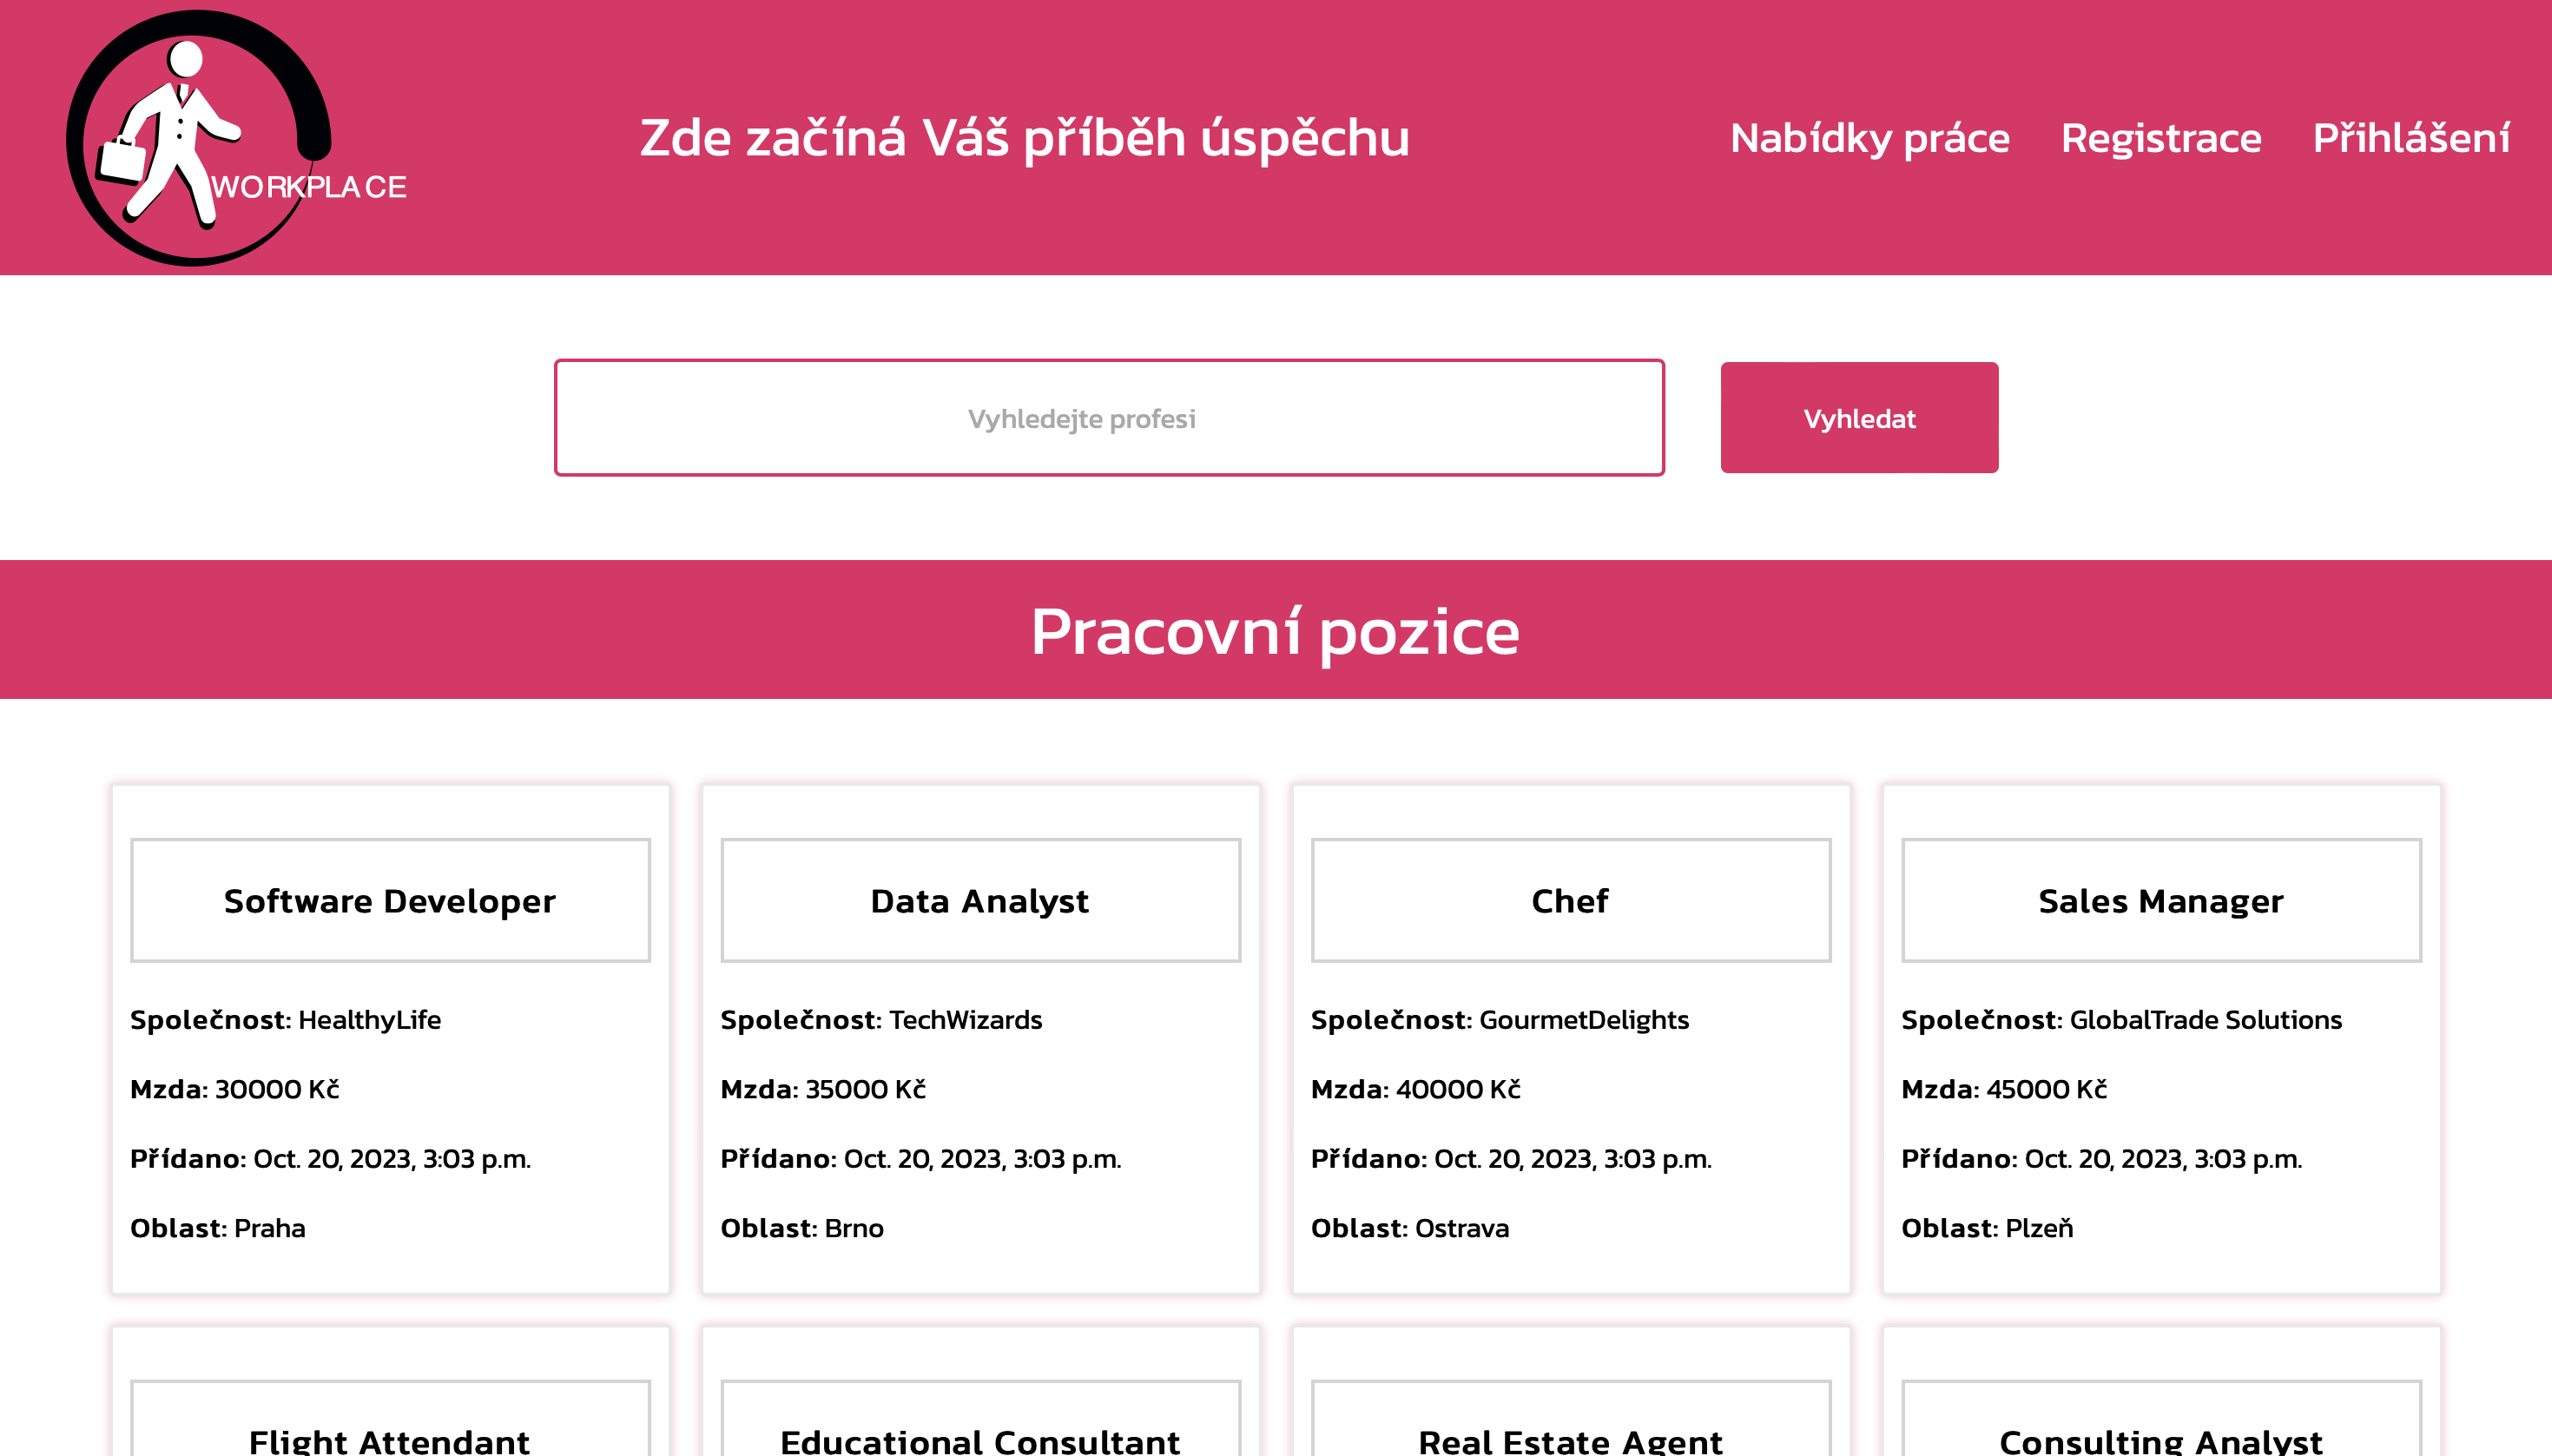 WORKPLACE
Zde začíná Váš příběh úspěchu
Nabídky práce
Registrace
Přihlášení
Vyhledejte profesi
Vyhledat
Pracovní pozice
Software Developer
Společnost: HealthyLife
Mzda: 30000 Kč
Přídano: Oct. 20, 2023, 3:03 p.m.
Oblast: Praha
Data Analyst
Společnost: TechWizards
Mzda: 35000 Kč
Přídano: Oct. 20, 2023, 3:03 p.m.
Oblast: Brno
Chef
Společnost: GourmetDelights
Mzda: 40000 Kč
Přídano: Oct. 20, 2023, 3:03 p.m.
Oblast: Ostrava
Sales Manager
Společnost: GlobalTrade Solutions
Mzda: 45000 Kč
Přídano: Oct. 20, 2023, 3:03 p.m.
Oblast: Plzeň
Flight Attendant
Educational Consultant
Real Estate Agent
Consulting Analyst